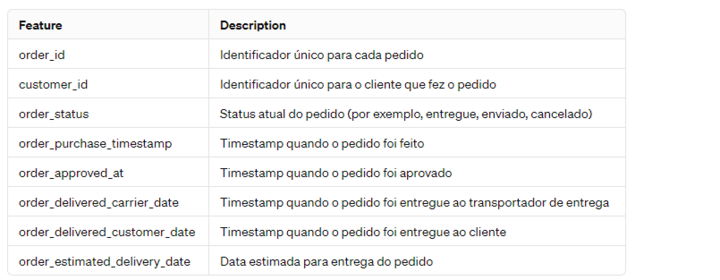 Feature Description
order_id Identificador único para cada pedido
customer_id Identificador único para o cliente que fez o pedido
order_status Status atual do pedido (por exemplo, entregue, enviado, cancelado)
order_purchase_timestamp Timestamp quando o pedido foi feito
order_approved_at Timestamp quando o pedido foi aprovado
order_delivered_carrier_date Timestamp quando o pedido foi entregue ao transportador de entrega
order_delivered_customer_date Timestamp quando o pedido foi entregue ao cliente
order_estimated_delivery_date Data estimada para entrega do pedido